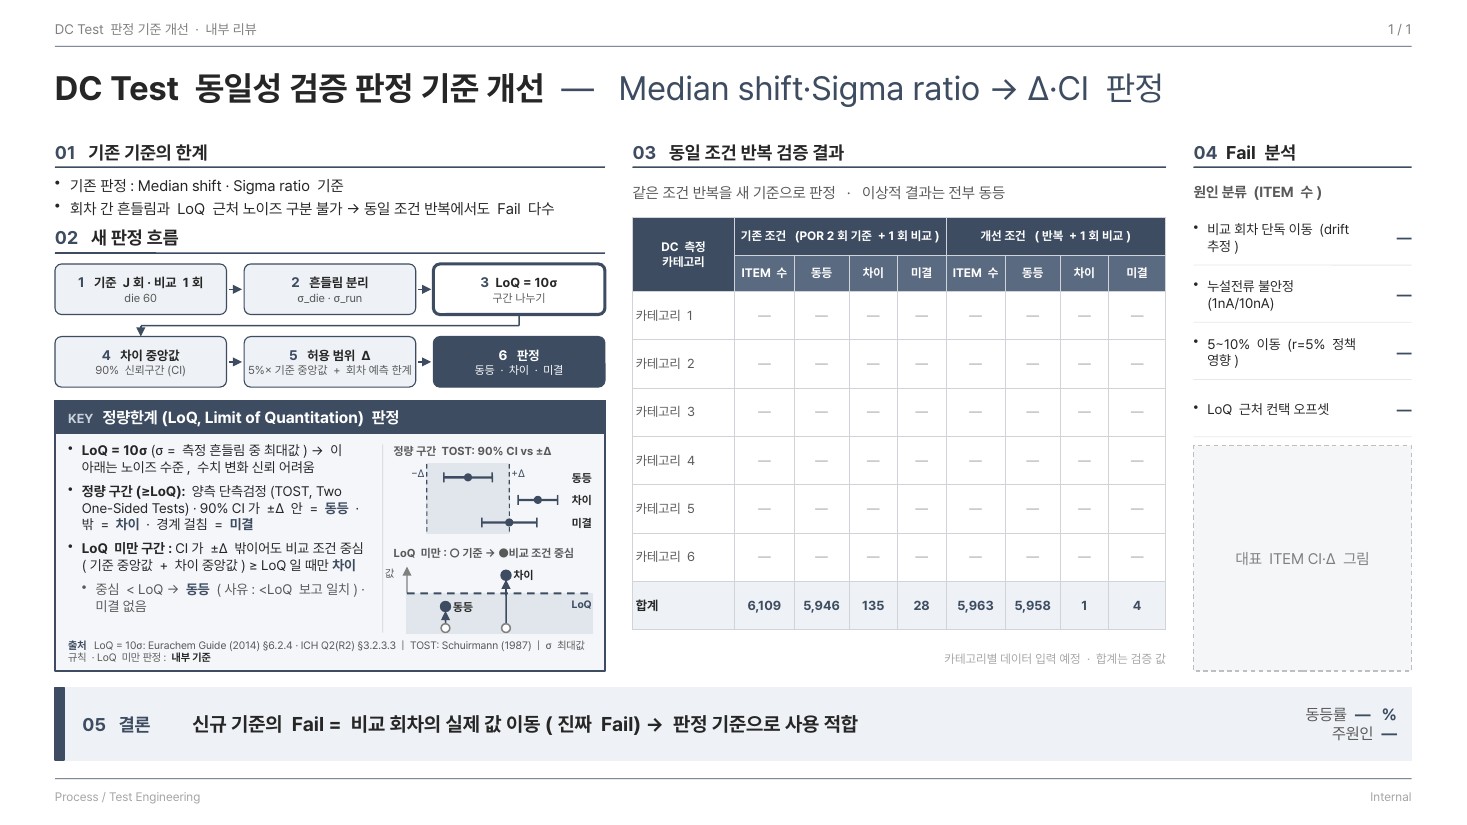 DC Test 판정 기준 개선 · 내부 리뷰
1 / 1
DC Test 동일성 검증 판정 기준 개선 — Median shift·Sigma ratio → Δ·CI 판정
01 기존 기준의 한계
• 기존 판정 : Median shift · Sigma ratio 기준
• 회차 간 흔들림과 LoQ 근처 노이즈 구분 불가 → 동일 조건 반복에서도 Fail 다수
02 새 판정 흐름
1 기준 J 회 · 비교 1 회
die 60
2 흔들림 분리
σ_die · σ_run
3 LoQ = 10σ
구간 나누기
4 차이 중앙값
90% 신뢰구간 (CI)
5 허용 범위 Δ
5%× 기준 중앙값 + 회차 예측 한계
6 판정
동등 · 차이 · 미결
KEY 정량한계 (LoQ, Limit of Quantitation) 판정
• LoQ = 10σ (σ = 측정 흔들림 중 최대값 ) → 이
아래는 노이즈 수준 , 수치 변화 신뢰 어려움
• 정량 구간 (≥LoQ): 양측 단측검정 (TOST, Two
One-Sided Tests) · 90% CI 가 ±Δ 안 = 동등 ·
밖 = 차이 · 경계 걸침 = 미결
• LoQ 미만 구간 : CI 가 ±Δ 밖이어도 비교 조건 중심
( 기준 중앙값 + 차이 중앙값 ) ≥ LoQ 일 때만 차이
• 중심 < LoQ → 동등 ( 사유 : <LoQ 보고 일치 ) ·
미결 없음
정량 구간 TOST: 90% CI vs ±Δ
−Δ
+Δ
동등
차이
미결
LoQ 미만 : ○ 기준 → ●비교 조건 중심
값
차이
동등
LoQ
출처 LoQ = 10σ: Eurachem Guide (2014) §6.2.4 · ICH Q2(R2) §3.2.3.3 | TOST: Schuirmann (1987) | σ 최대값
규칙 · LoQ 미만 판정 : 내부 기준
03 동일 조건 반복 검증 결과
같은 조건 반복을 새 기준으로 판정 · 이상적 결과는 전부 동등
DC 측정
카테고리
기존 조건 (POR 2 회 기준 + 1 회 비교 )
개선 조건 ( 반복 + 1 회 비교 )
ITEM 수 동등 차이 미결 ITEM 수 동등 차이 미결
카테고리 1 — — — — — — — —
카테고리 2 — — — — — — — —
카테고리 3 — — — — — — — —
카테고리 4 — — — — — — — —
카테고리 5 — — — — — — — —
카테고리 6 — — — — — — — —
합계 6,109 5,946 135 28 5,963 5,958 1 4
카테고리별 데이터 입력 예정 · 합계는 검증 값
04 Fail 분석
원인 분류 (ITEM 수 )
• 비교 회차 단독 이동 (drift
추정 ) —
• 누설전류 불안정
(1nA/10nA) —
• 5~10% 이동 (r=5% 정책
영향 ) —
• LoQ 근처 컨택 오프셋 —
대표 ITEM CI·Δ 그림
05 결론 신규 기준의 Fail = 비교 회차의 실제 값 이동 ( 진짜 Fail) → 판정 기준으로 사용 적합
동등률 — %
주원인 —
Process / Test Engineering
Internal